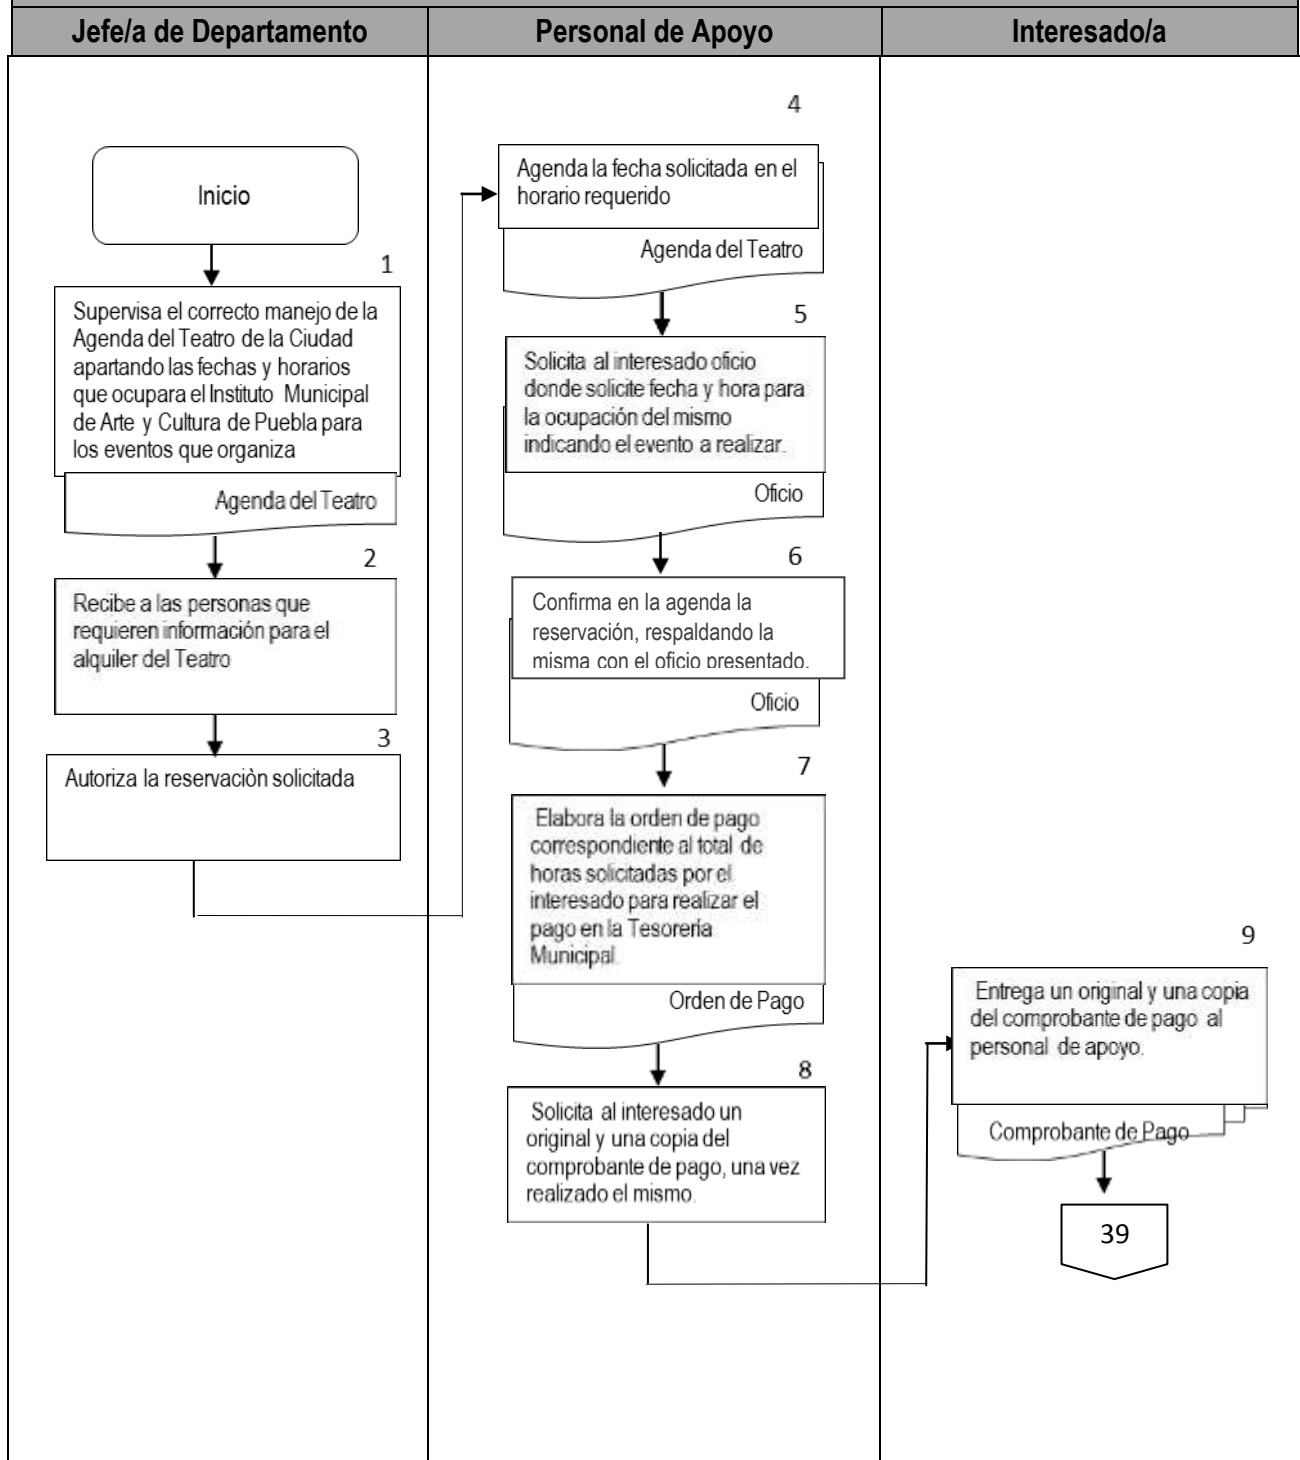 Jefe/a de Departamento
Personal de Apoyo
Interesado/a
Inicio
1
Supervisa el correcto manejo de la
Agenda del Teatro de la Ciudad
apartando las fechas y horarios
que ocupara el Instituto Municipal
de Arte y Cultura de Puebla para
los eventos que organiza
Agenda del Teatro
2
Recibe a las personas que
requieren información para el
alquiler del Teatro
3
Autoriza la reservaciòn solicitada
4
Agenda la fecha solicitada en el
horario requerido
Agenda del Teatro
5
Solicita al interesado oficio
donde solicite fecha y hora para
la ocupación del mismo
indicando el evento a realizar.
Oficio
6
Confirma en la agenda la
reservación, respaldando la
misma con el oficio presentado.
Oficio
7
Elabora la orden de pago
correspondiente al total de
horas solicitadas por el
interesado para realizar el
pago en la Tesorería
Municipal.
Orden de Pago
8
Solicita al interesado un
original y una copia del
comprobante de pago, una vez
realizado el mismo.
9
Entrega un original y una copia
del comprobante de pago al
personal de apoyo.
Comprobante de Pago
39